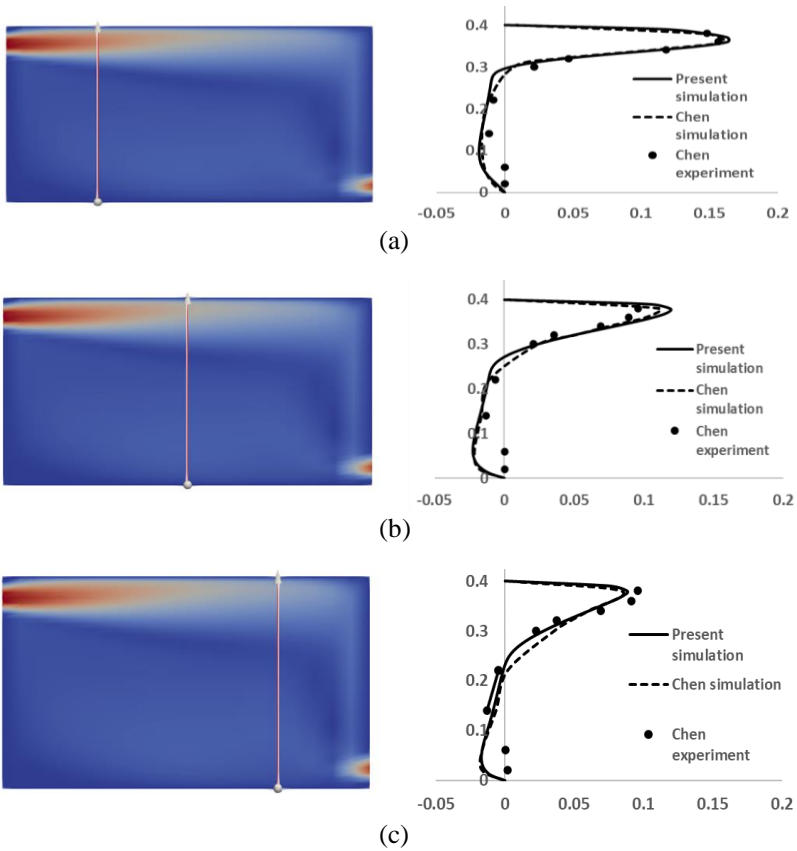 0.4
0.3
0.2
0.1
0
-0.05 0 0.05 0.1 0.15 0.2
Present
simulation
Chen
simulation
Chen
experiment
(a)
0.4
0.3
0.2
0.1
0
-0.05 0 0.05 0.1 0.15 0.2
Present
simulation
Chen
simulation
Chen
experiment
(b)
0.4
0.3
0.2
0.1
0
-0.05 0 0.05 0.1 0.15 0.2
Present
simulation
Chen simulation
Chen
experiment
(c)